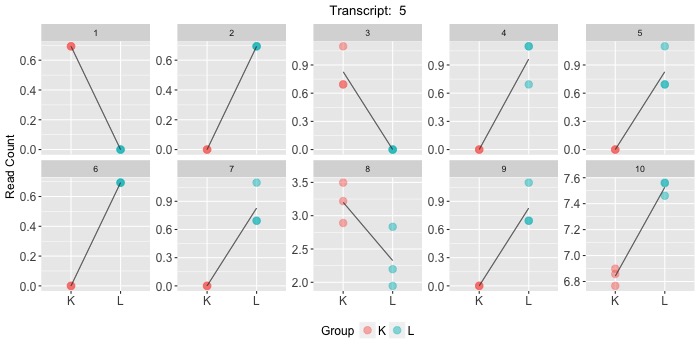 Transcript: 5
1 2 3 4 5
0.6 0.6 0.9 0.9 0.9
0.4 0.4 0.6 0.6 0.6
0.2 0.2 0.3 0.3 0.3
0.0 0.0 0.0 0.0 0.0
Read Count
6 7 8 9 10
0.6 0.9 3.5 0.9 7.6
0.4 0.6 3.0 0.6 7.4
0.2 0.3 2.5 0.3 7.2
0.0 0.0 2.0 0.0 7.0
6.8
K L K L K L K L K L
Group K L